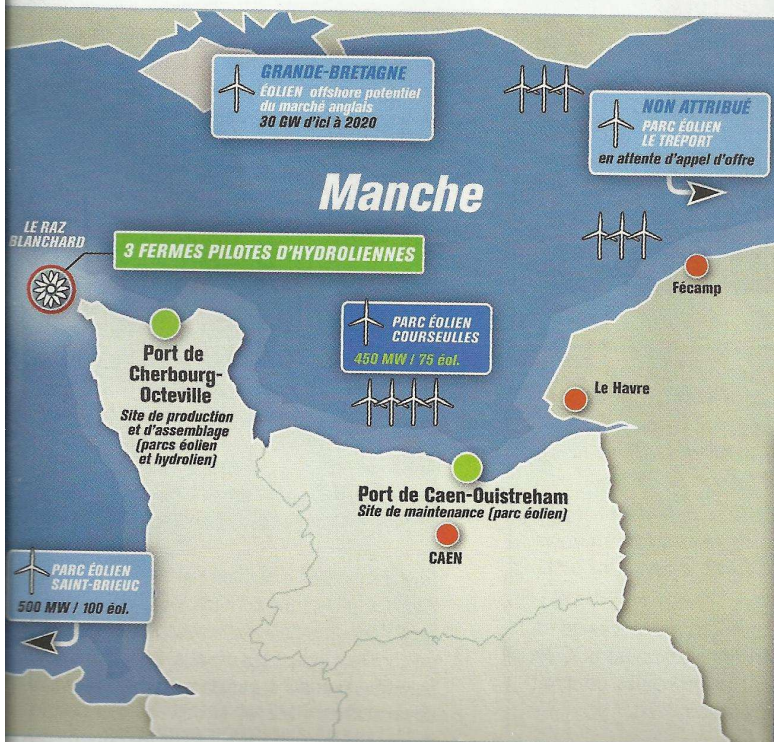 GRANDE-BRETAGNE
ÉOLIEN offshore potentiel
du marché anglais
30 GW d'ici à 2020
NON ATTRIBUÉ
PARC ÉOLIEN
LE TREPORT
en attente d'appel d'offre
Manche
LE RAZ
BLANCHARD
3 FERMES PILOTES D'HYDROLIENNES
Fécamp
PARC ÉOLIEN
COURSEULLES
450 MW / 75 éol.
Port de
Cherbourg-
Octeville
Site de production
et d'assemblage
(parcs éolien
et hydrolien)
Le Havre
Port de Caen-Ouistreham
Site de maintenance (parc éolien)
CAEN
PARC ÉOLIEN
SAINT-BRIEUC
500 MW / 100 éol.